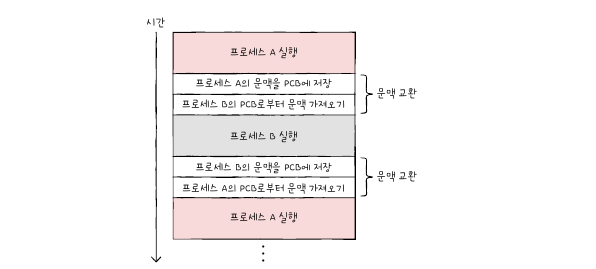 시간
프로세스 A 실행
프로세스 A의 문맥을 PCB에 저장
프로세스 B의 PCB로부터 문맥 가져오기
문맥 교환
프로세스 B 실행
프로세스 B의 문맥을 PCB에 저장
프로세스 A의 PCB로부터 문맥 가져오기
문맥 교환
프로세스 A 실행